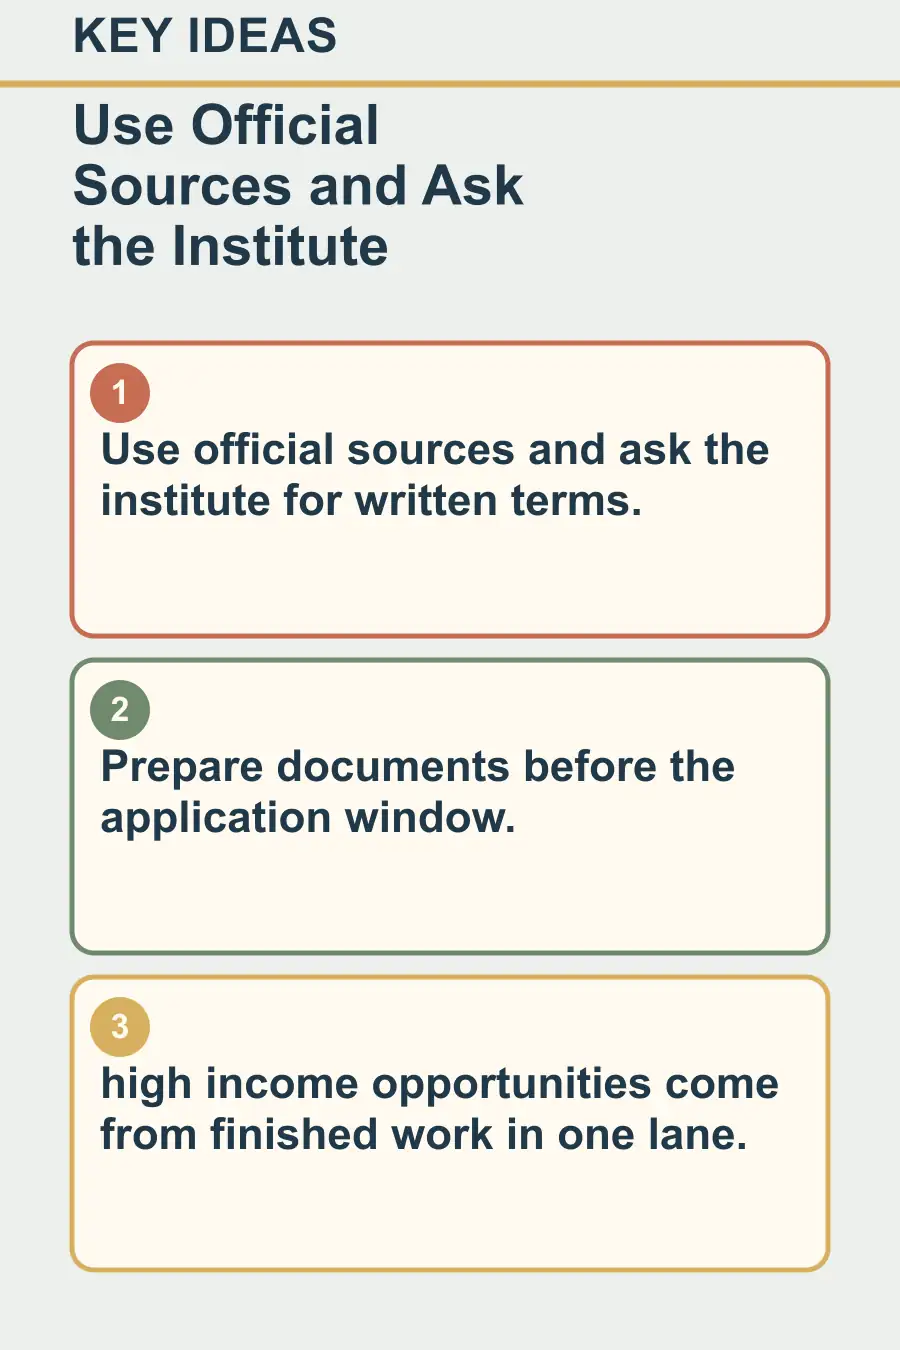 KEY IDEAS
Use Official
Sources and Ask
the Institute
1
Use official sources and ask the
institute for written terms.
2
Prepare documents before the
application window.
3
high income opportunities come
from finished work in one lane.